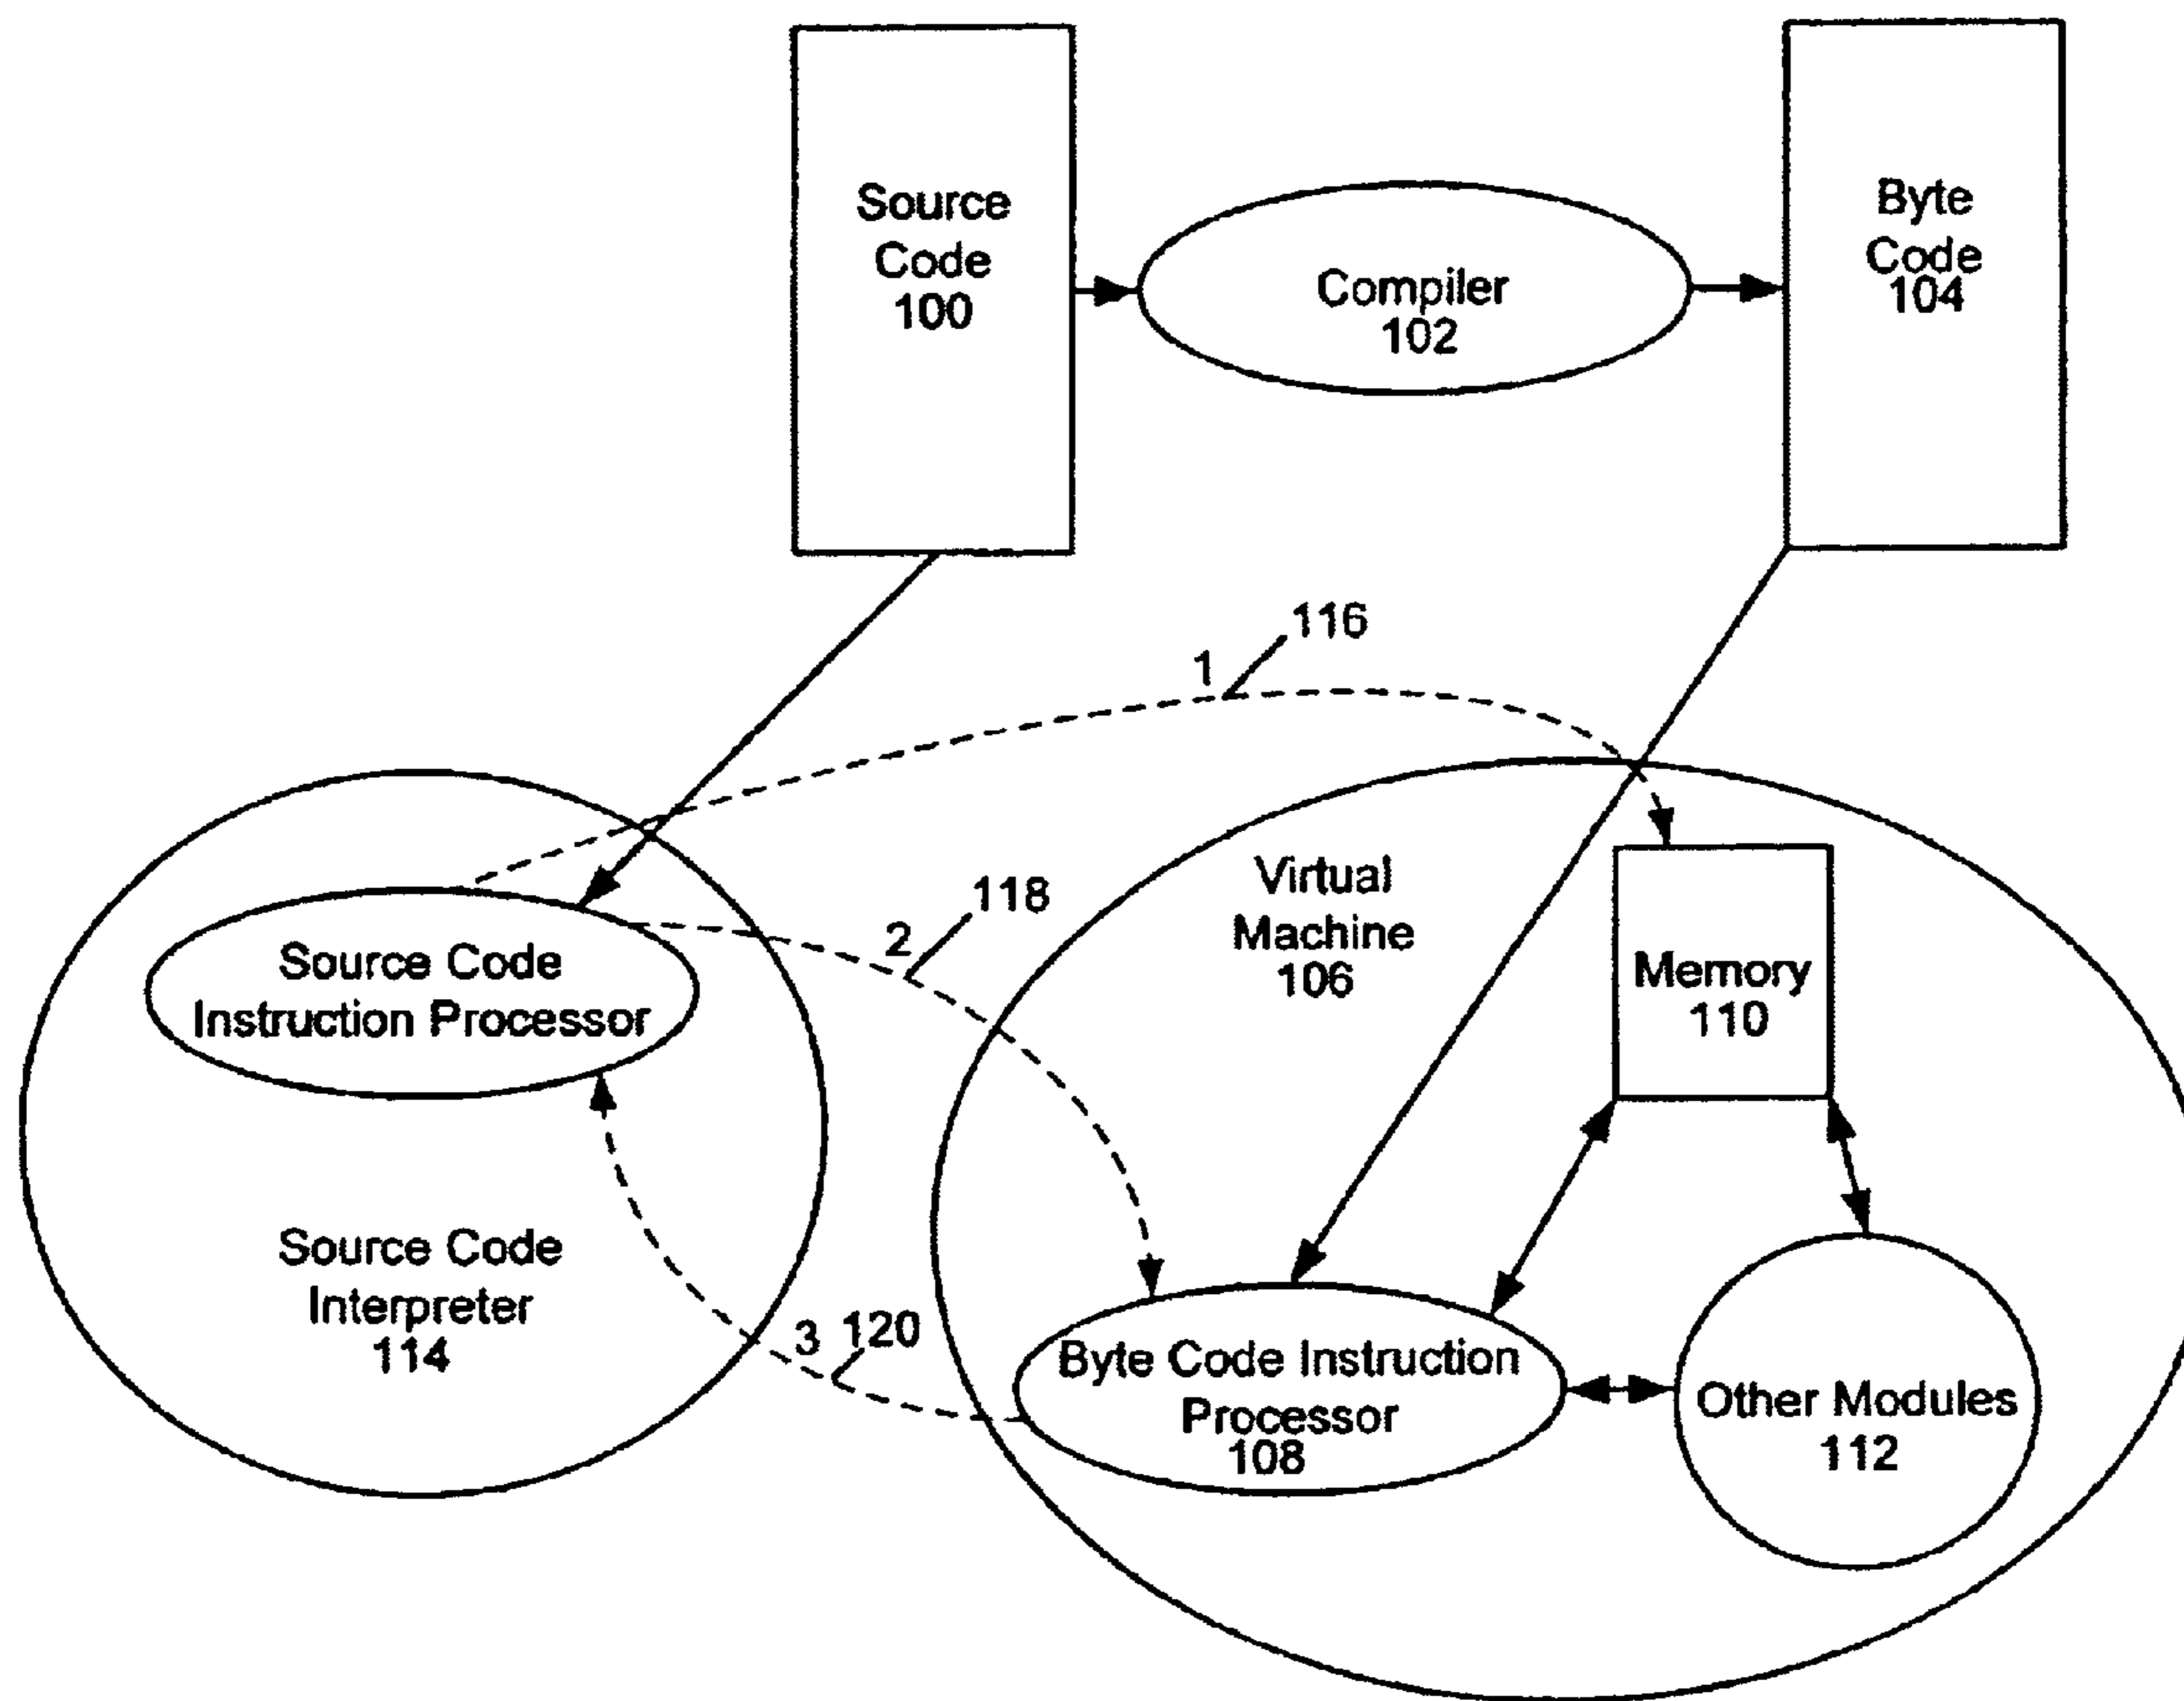 Source
Code
100
Compiler
102
Byte
Code
104
1
116
2
118
Virtual
Machine
106
Memory
110
Source Code
Instruction Processor
Source Code
Interpreter
114
3
120
Byte Code Instruction
Processor
108
Other Modules
112